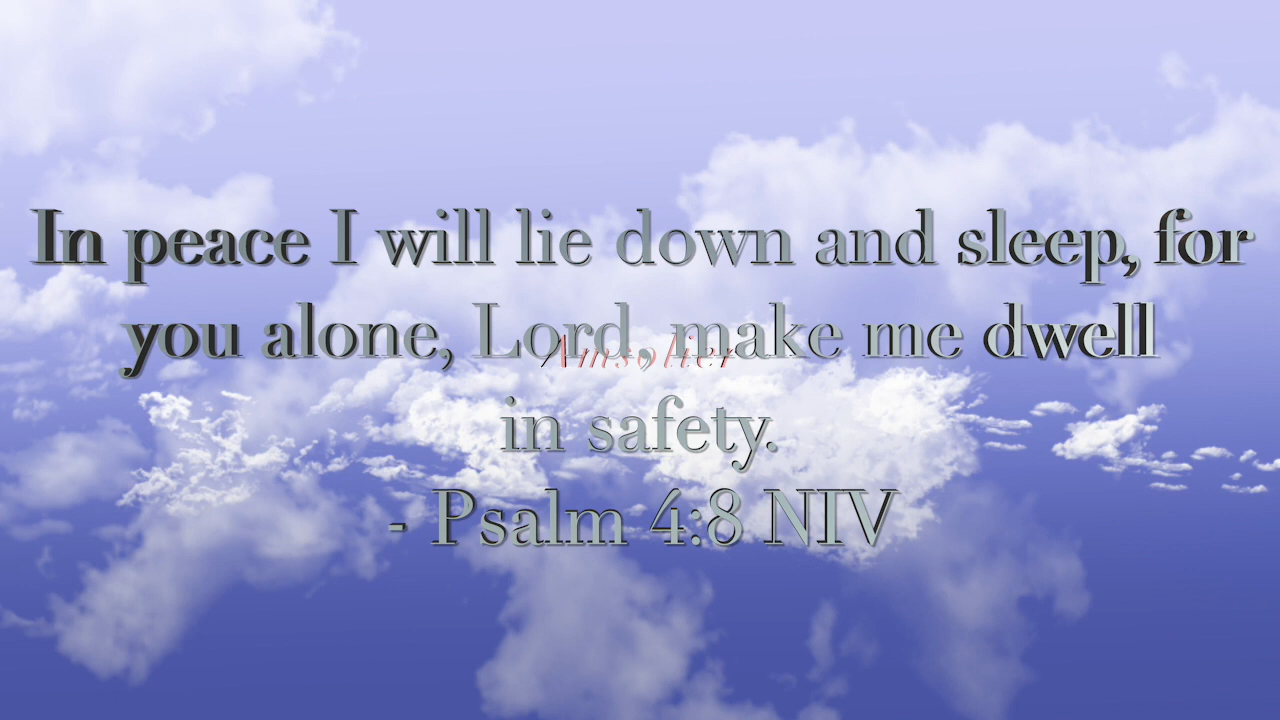 In peace I will lie down and sleep, for
you alone, Lord, make me dwell
Amsolier
in safety.
- Psalm 4:8 NIV